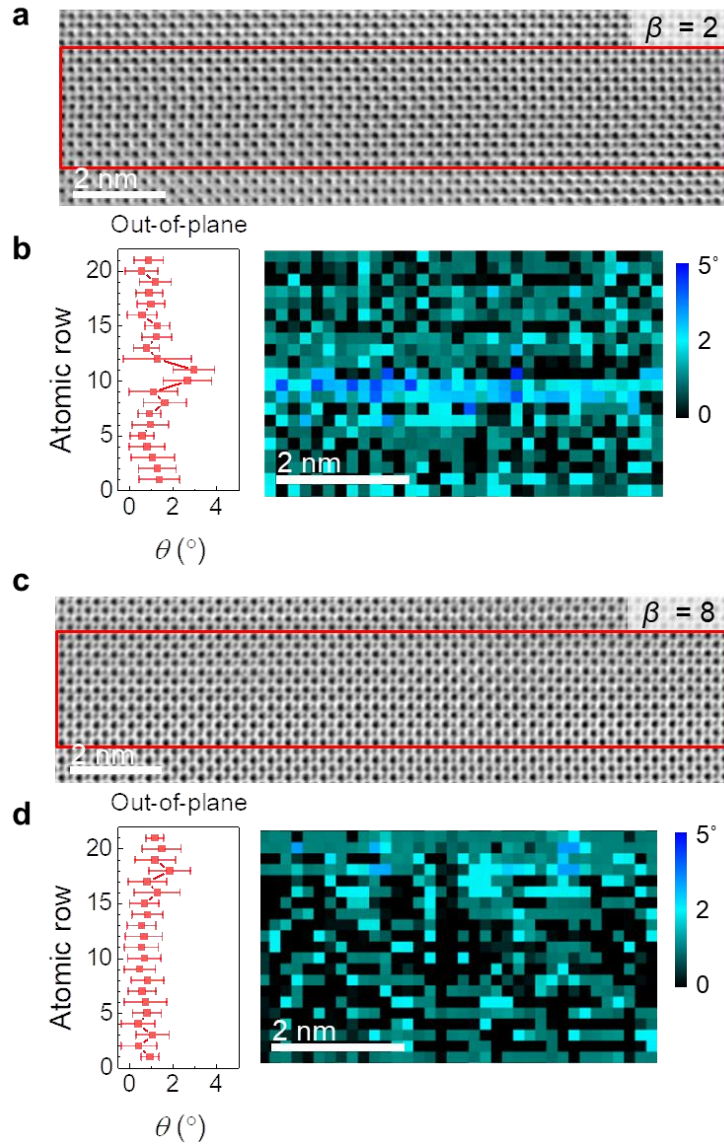 a
β = 2
2 nm
Out-of-plane
b
Atomic row
20
15
10
5
0
0 2 4
θ (°)
2 nm
5°
2
0
c
β = 8
2 nm
Out-of-plane
d
Atomic row
20
15
10
5
0
0 2 4
θ (°)
2 nm
5°
2
0